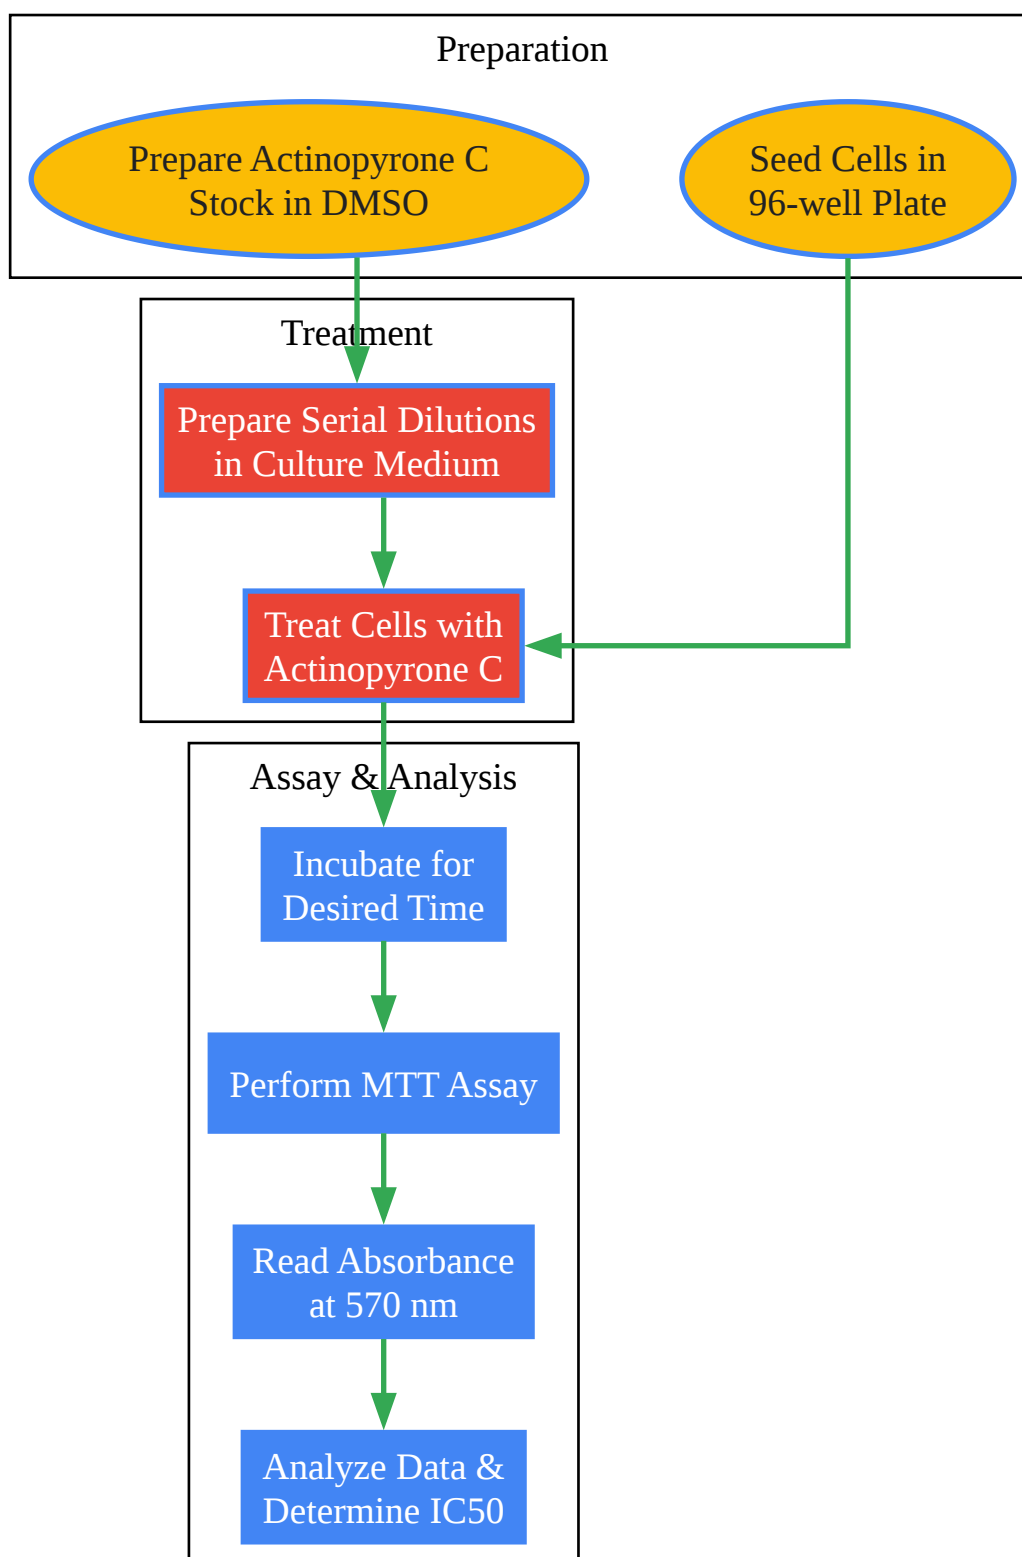 Preparation
Prepare Actinopyrone C
Stock in DMSO
Seed Cells in
96-well Plate
Treatment
Prepare Serial Dilutions
in Culture Medium
Treat Cells with
Actinopyrone C
Assay & Analysis
Incubate for
Desired Time
Perform MTT Assay
Read Absorbance
at 570 nm
Analyze Data &
Determine IC50